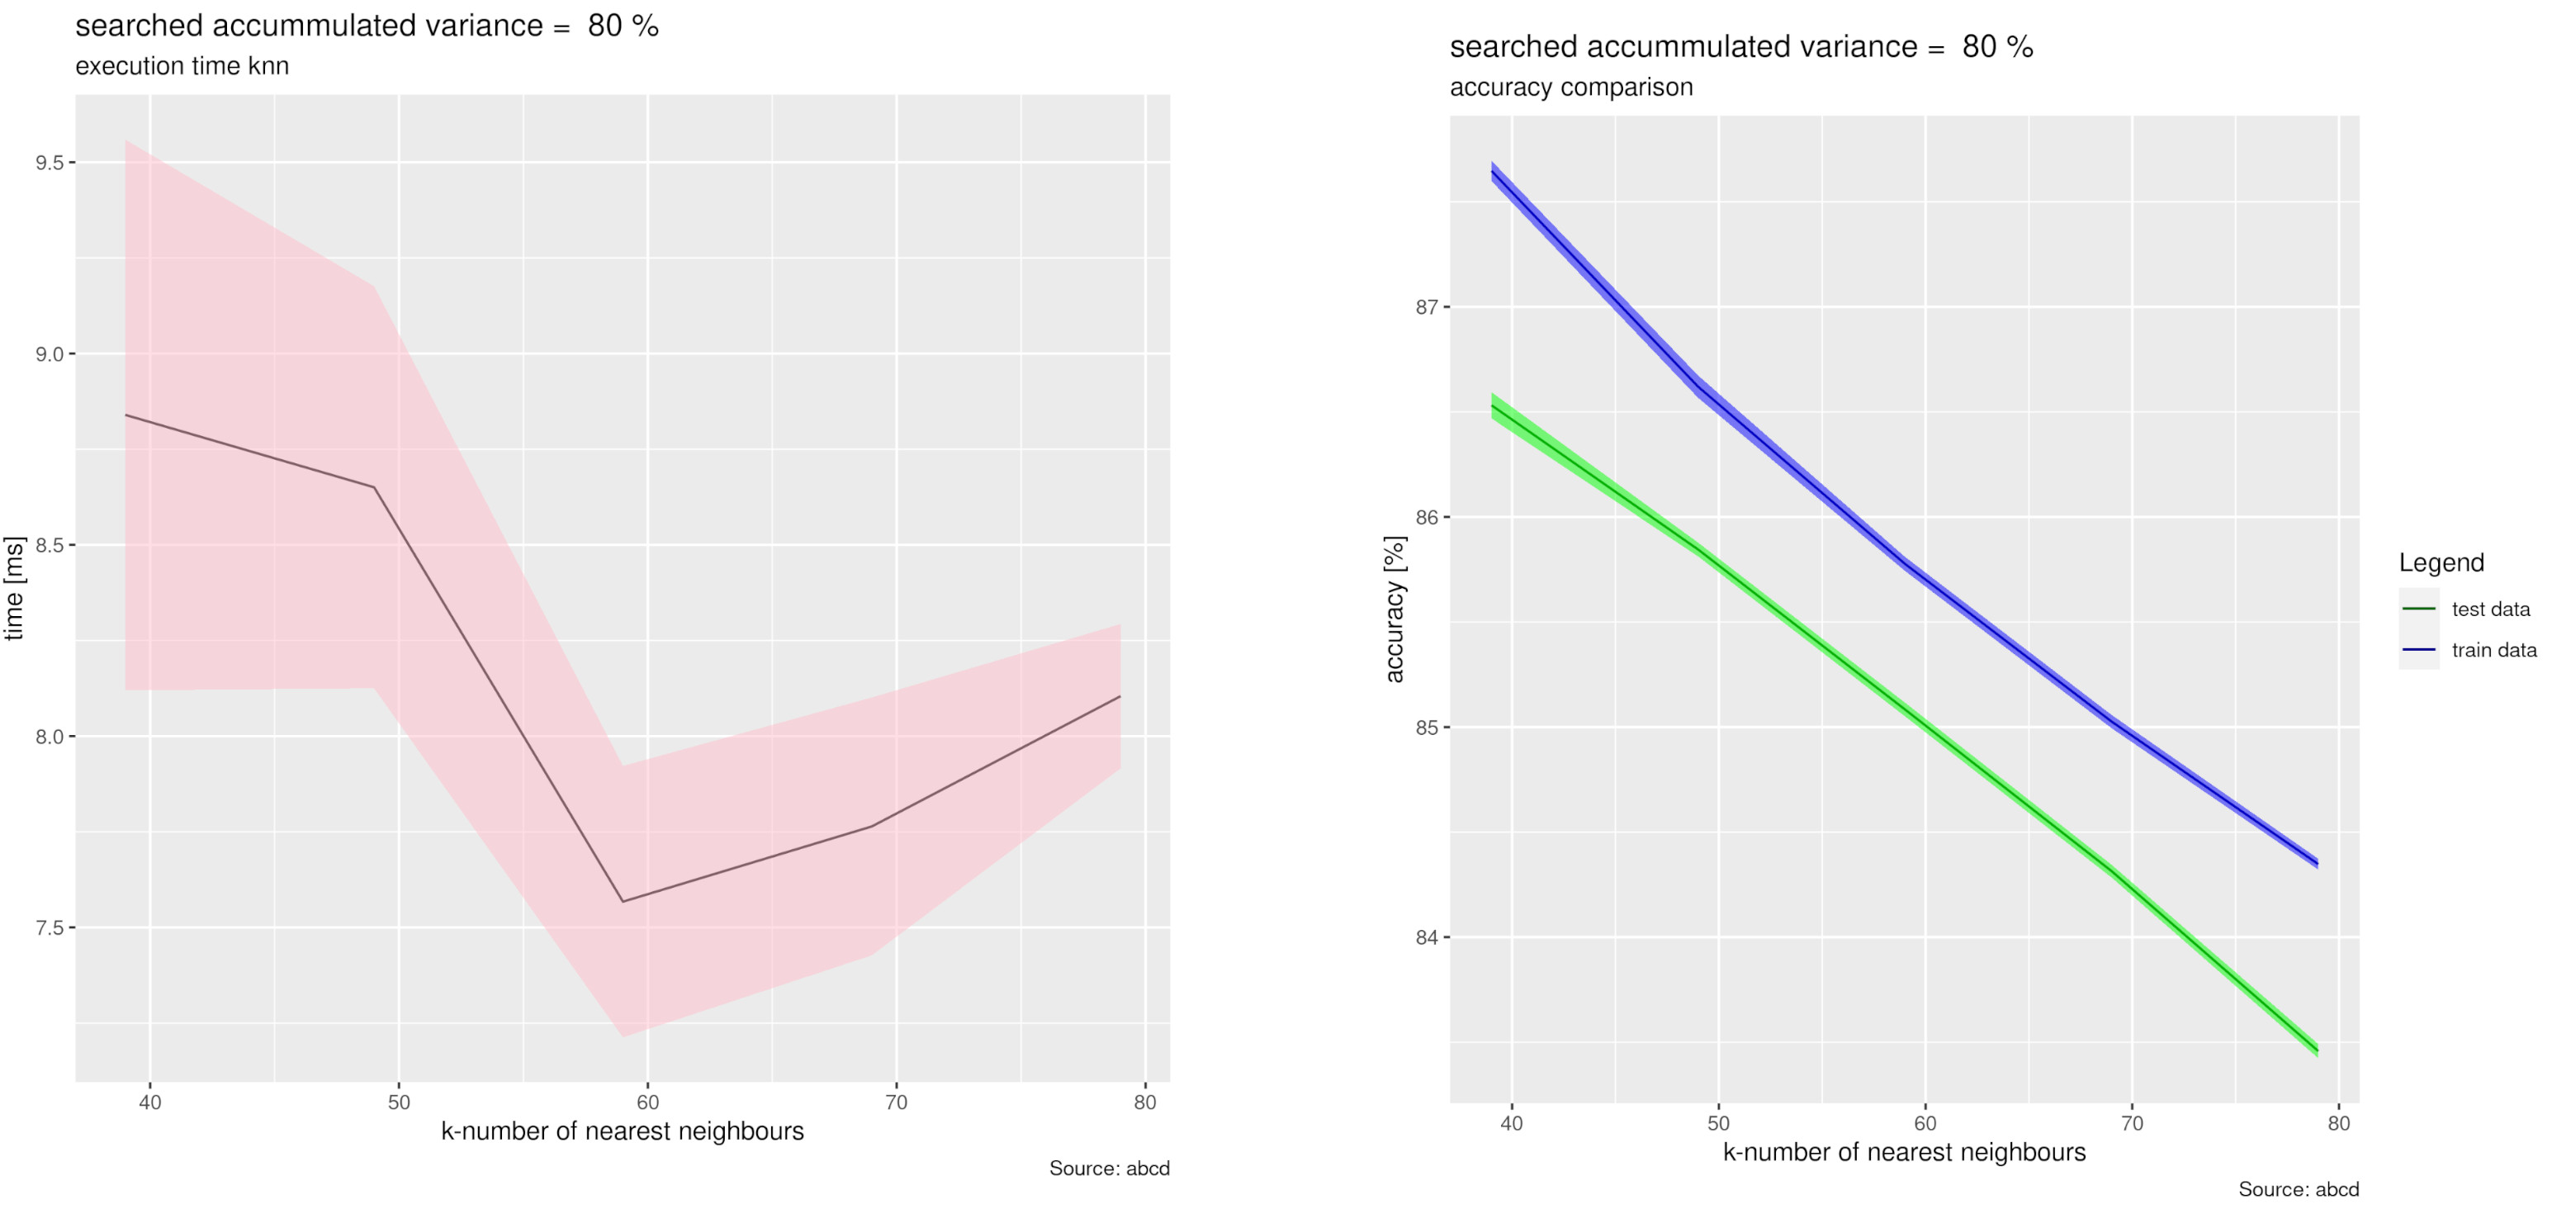 searched accummulated variance =  80 %
execution time knn
time [ms]
9.5
9.0
8.5
8.0
7.5
40 50 60 70 80
k-number of nearest neighbours
Source: abcd
searched accummulated variance =  80 %
accuracy comparison
accuracy [%]
87
86
85
84
40 50 60 70 80
k-number of nearest neighbours
Source: abcd
Legend
test data
train data